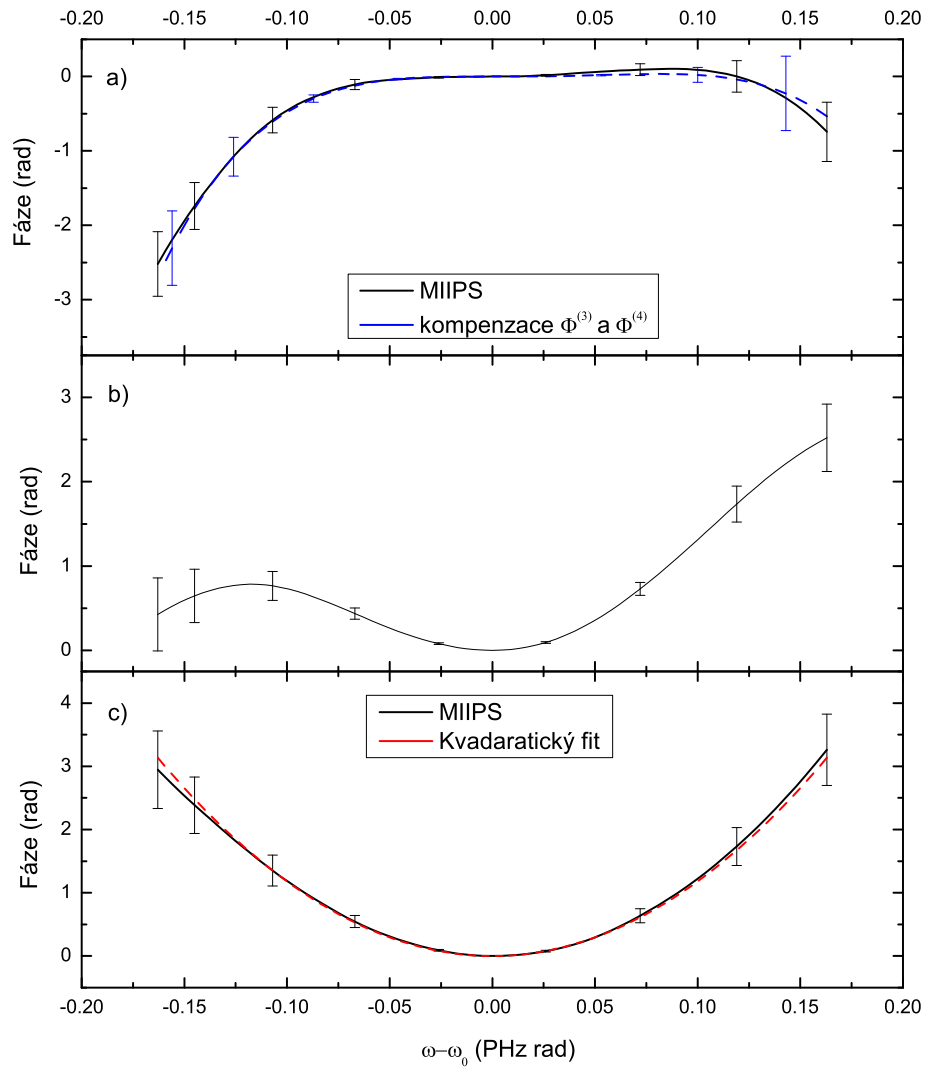 -0.20 -0.15 -0.10 -0.05 0.00 0.05 0.10 0.15 0.20
a)
0
-1
-2
-3
Fáze (rad)
MIIPS
kompenzace Φ⁽³⁾ a Φ⁽⁴⁾
b)
3
2
1
0
Fáze (rad)
c)
4
3
2
1
0
Fáze (rad)
MIIPS
Kvadaratický fit
-0.20 -0.15 -0.10 -0.05 0.00 0.05 0.10 0.15 0.20
ω−ω₀ (PHz rad)